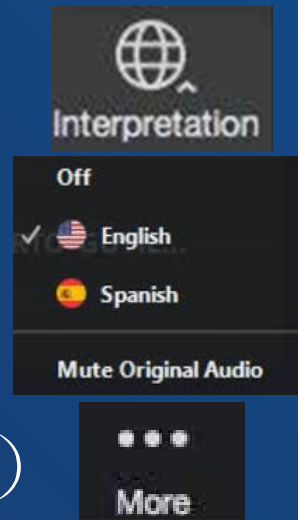 Interpretation
Off
English
Spanish
Mute Original Audio
More